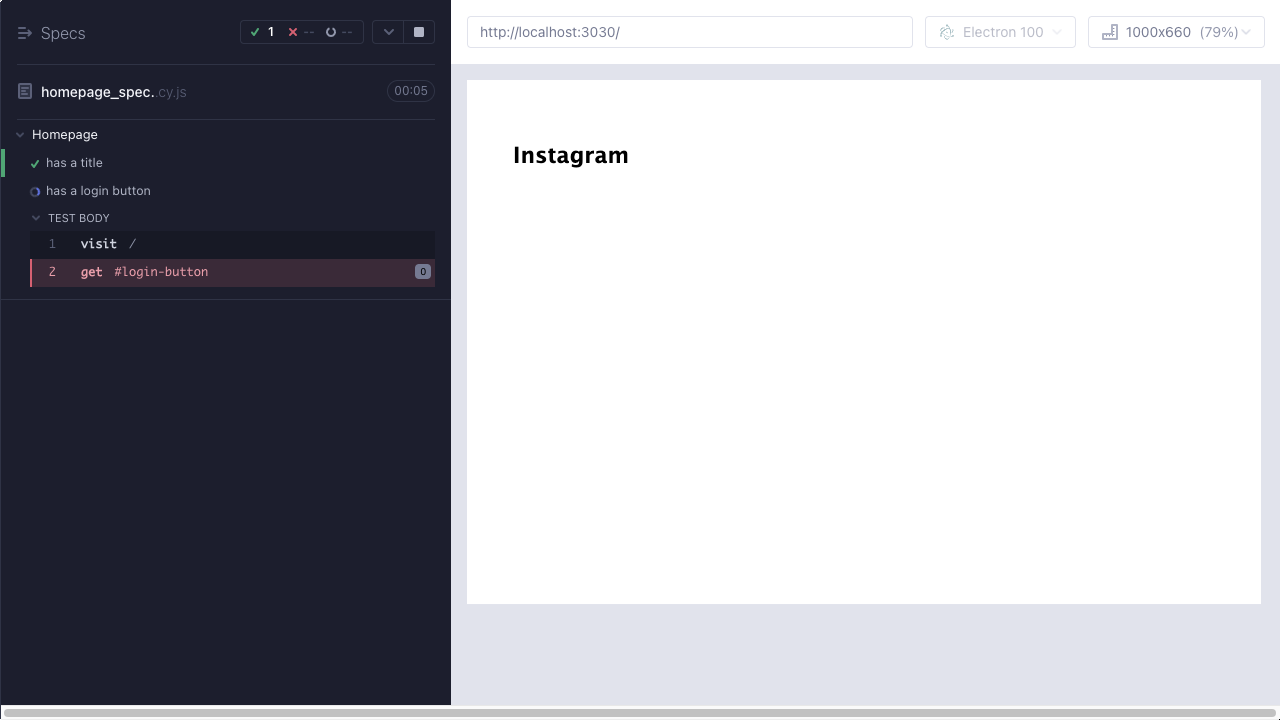 Specs
1 -- --
homepage_spec. .cy.js 00:05
Homepage
has a title
has a login button
TEST BODY
1 visit /
2 get #login-button 0
http://localhost:3030/ Electron 100 1000x660 (79%)
Instagram